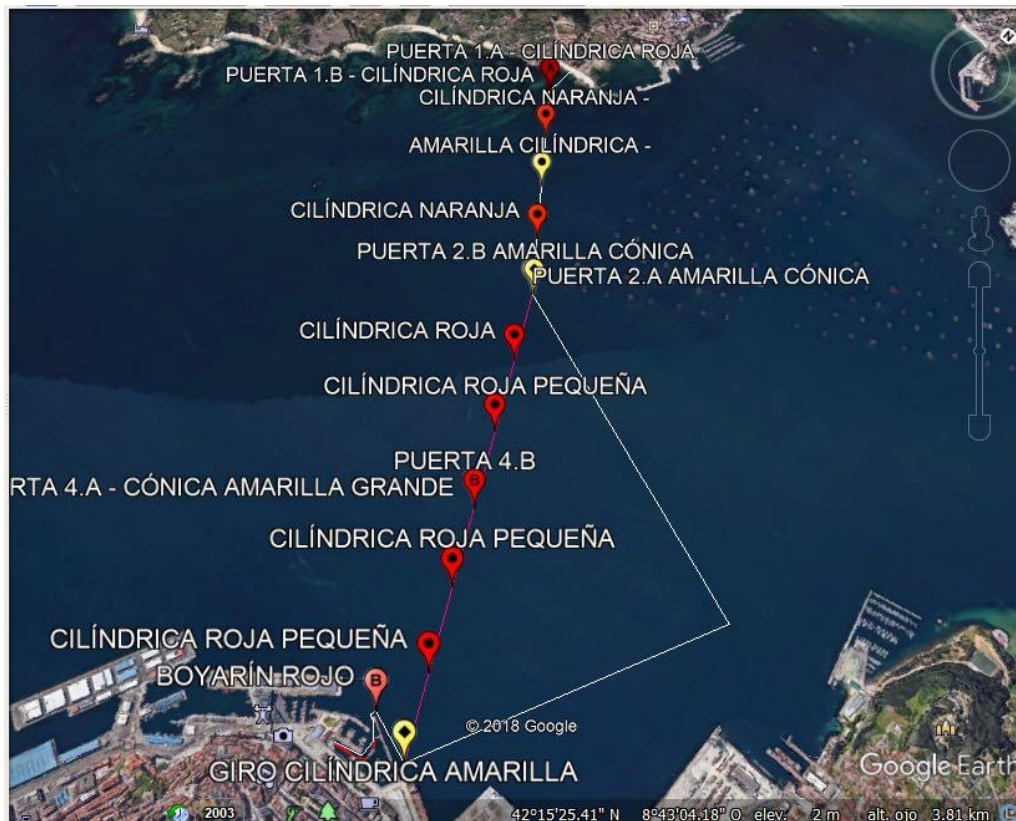 N
PUERTA 1.A - CILÍNDRICA ROJA
PUERTA 1.B - CILÍNDRICA ROJA
CILÍNDRICA NARANJA -
AMARILLA CILÍNDRICA -
CILÍNDRICA NARANJA
PUERTA 2.B AMARILLA CÓNICA
PUERTA 2.A AMARILLA CÓNICA
CILÍNDRICA ROJA
CILÍNDRICA ROJA PEQUEÑA
PUERTA 4.B
RTA 4.A - CÓNICA AMARILLA GRANDE
B
CILÍNDRICA ROJA PEQUEÑA
CILÍNDRICA ROJA PEQUEÑA
BOYARÍN ROJO
B
© 2018 Google
GIRO CILÍNDRICA AMARILLA
Google Earth
2003
42°15'25.41" N 8°43'04.18" O elev. 2 m alt. ojo 3.81 km